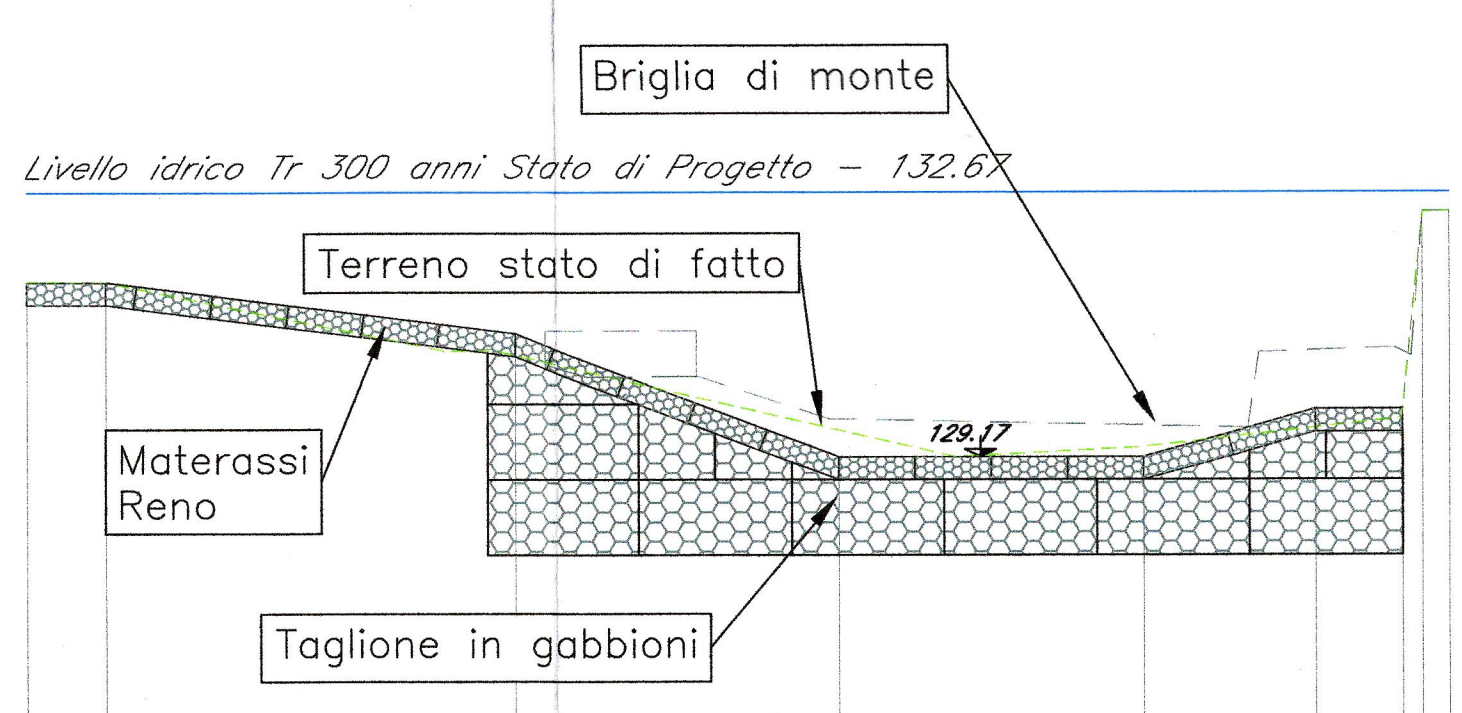 Briglia di monte
Livello idrico Tr 300 anni Stato di Progetto – 132.67
Terreno stato di fatto
129.17
Materassi
Reno
Taglione in gabbioni